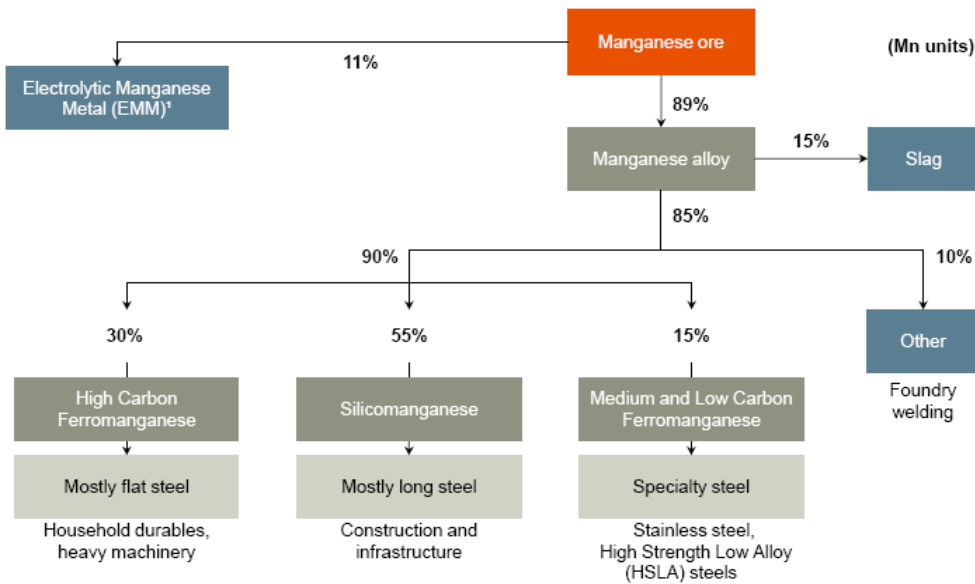 Manganese ore
(Mn units)
11%
Electrolytic Manganese
Metal (EMM)¹
89%
Manganese alloy
15%
Slag
85%
90%
10%
30%
55%
15%
Other
High Carbon
Ferromanganese
Silicomanganese
Medium and Low Carbon
Ferromanganese
Foundry
welding
Mostly flat steel
Mostly long steel
Specialty steel
Household durables,
heavy machinery
Construction and
infrastructure
Stainless steel,
High Strength Low Alloy
(HSLA) steels